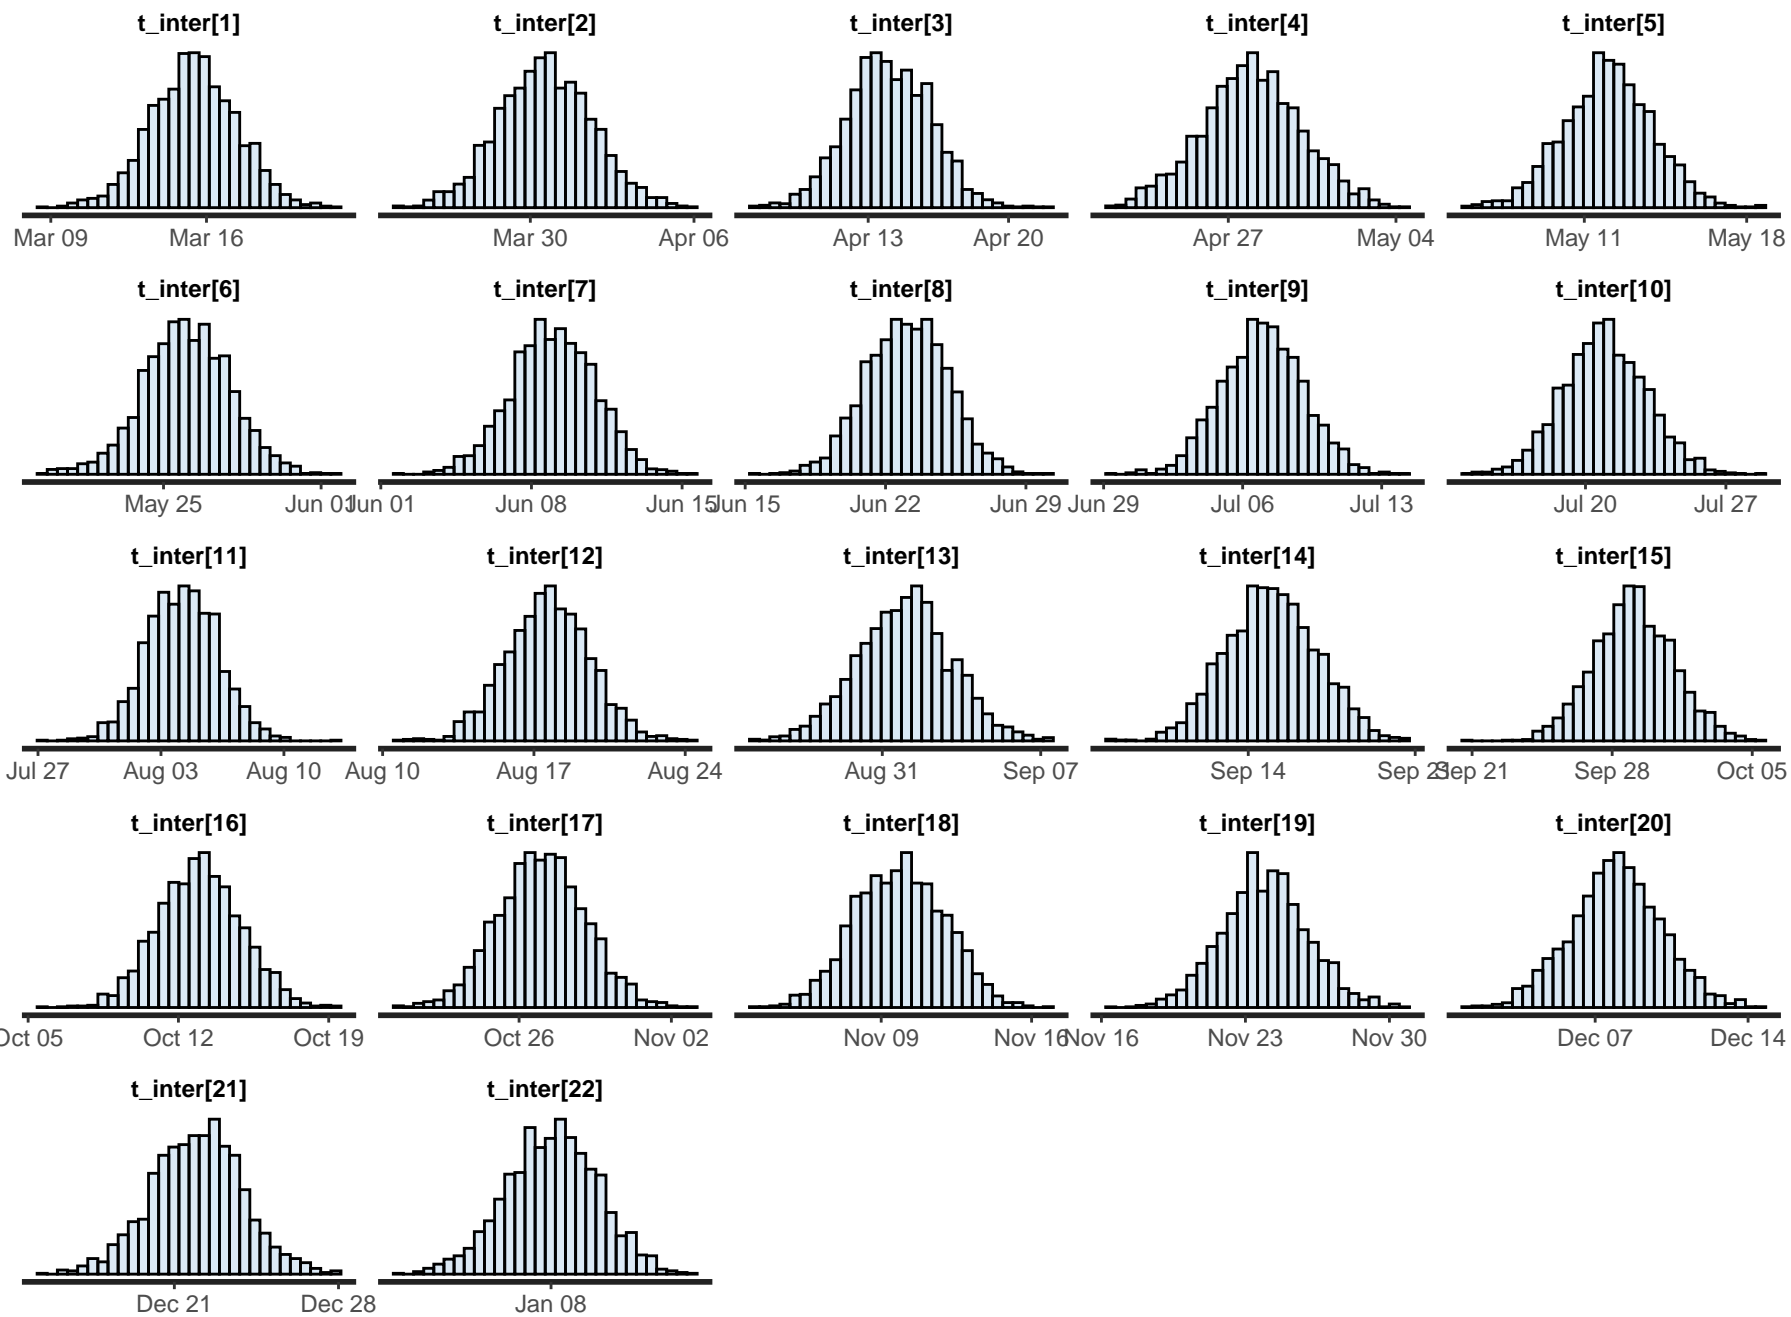 t_inter[1] t_inter[2] t_inter[3] t_inter[4] t_inter[5]
Mar 09 Mar 16 Mar 30 Apr 06 Apr 13 Apr 20 Apr 27 May 04 May 11 May 18
t_inter[6] t_inter[7] t_inter[8] t_inter[9] t_inter[10]
May 25 Jun 01 Jun 01 Jun 08 Jun 15 Jun 15 Jun 22 Jun 29 Jun 29 Jul 06 Jul 13 Jul 20 Jul 27
t_inter[11] t_inter[12] t_inter[13] t_inter[14] t_inter[15]
Jul 27 Aug 03 Aug 10 Aug 10 Aug 17 Aug 24 Aug 31 Sep 07 Sep 14 Sep 21 Sep 21 Sep 28 Oct 05
t_inter[16] t_inter[17] t_inter[18] t_inter[19] t_inter[20]
Oct 05 Oct 12 Oct 19 Oct 26 Nov 02 Nov 09 Nov 16 Nov 16 Nov 23 Nov 30 Dec 07 Dec 14
t_inter[21] t_inter[22]
Dec 21 Dec 28 Jan 08